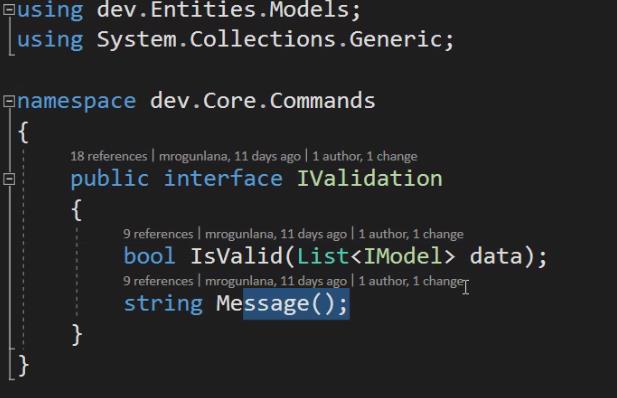 using dev.Entities.Models;
using System.Collections.Generic;
namespace dev.Core.Commands
{
18 references | mrogunlana, 11 days ago | 1 author, 1 change
public interface IValidation
{
9 references | mrogunlana, 11 days ago | 1 author, 1 change
bool IsValid(List<IModel> data);
9 references | mrogunlana, 11 days ago | 1 author, 1 change
string Message();
}
}